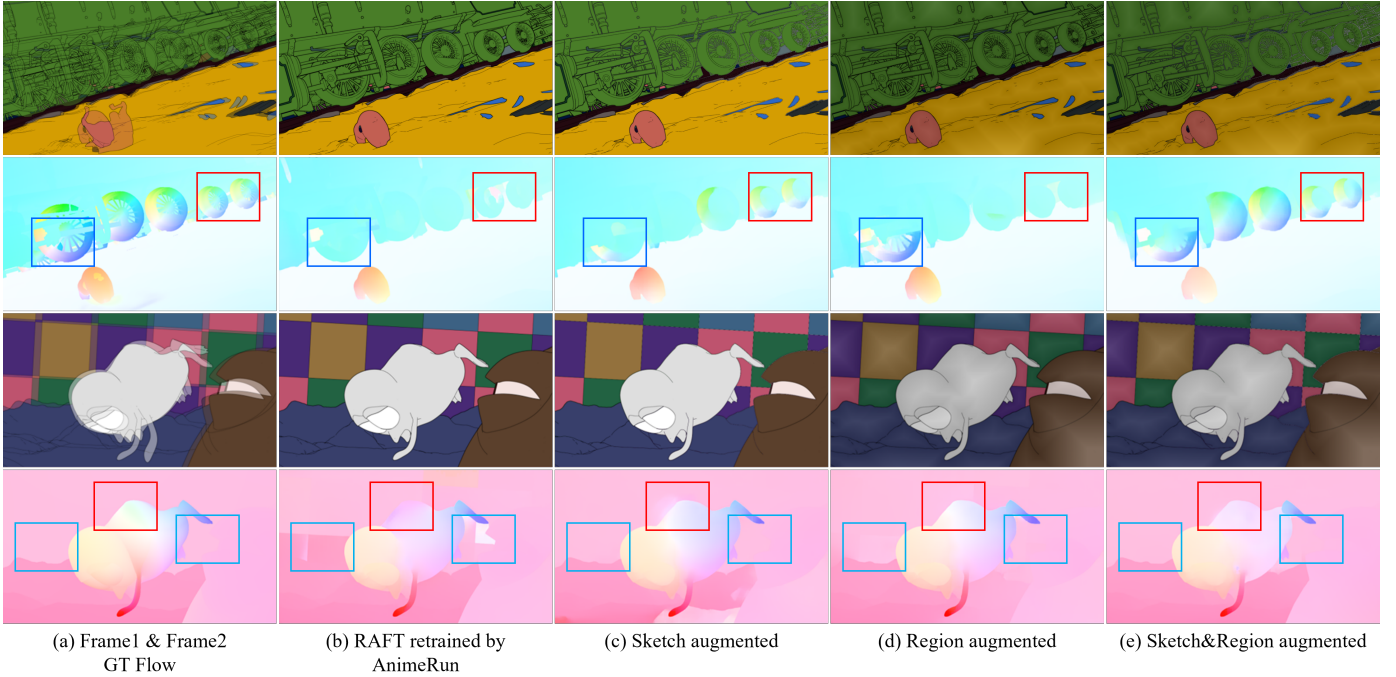 (a) Frame1 & Frame2
GT Flow
(b) RAFT retrained by
AnimeRun
(c) Sketch augmented
(d) Region augmented
(e) Sketch&Region augmented